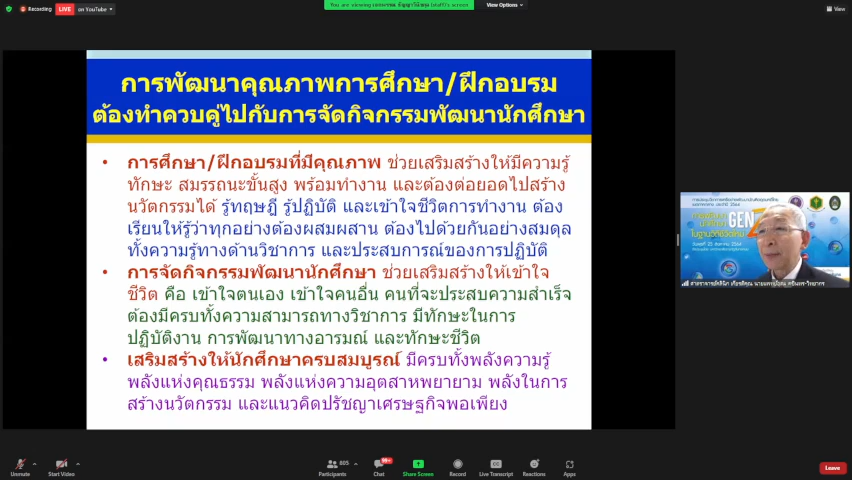 Recording
LIVE on YouTube
View Options
View
การพัฒนาคุณภาพการศึกษา/ฝึกอบรม
ต้องทำควบคู่ไปกับการจัดกิจกรรมพัฒนานักศึกษา
• การศึกษา/ฝึกอบรมที่มีคุณภาพ ช่วยเสริมสร้างให้มีความรู้
ทักษะ สมรรถนะขั้นสูง พร้อมทำงาน และต้องต่อยอดไปสร้าง
นวัตกรรมได้ รู้ทฤษฎี รู้ปฏิบัติ และเข้าใจชีวิตการทำงาน ต้อง
เรียนให้รู้ว่าทุกอย่างต้องผสมผสาน ต้องไปด้วยกันอย่างสมดุล
ทั้งความรู้ทางด้านวิชาการ และประสบการณ์ของการปฏิบัติ
• การจัดกิจกรรมพัฒนานักศึกษา ช่วยเสริมสร้างให้เข้าใจ
ชีวิต คือ เข้าใจตนเอง เข้าใจคนอื่น คนที่จะประสบความสำเร็จ
ต้องมีครบทั้งความสามารถทางวิชาการ มีทักษะในการ
ปฏิบัติงาน การพัฒนาทางอารมณ์ และทักษะชีวิต
• เสริมสร้างให้นักศึกษาครบสมบูรณ์ มีครบทั้งพลังความรู้
พลังแห่งคุณธรรม พลังแห่งความอุตสาหพยายาม พลังในการ
สร้างนวัตกรรม และแนวคิดปรัชญาเศรษฐกิจพอเพียง
GEN
ในฐานวิถีชีวิตใหม่
Unmute
Start Video
Participants
805
Chat
99+
Share Screen
Record
Live Transcript
Reactions
Apps
Leave